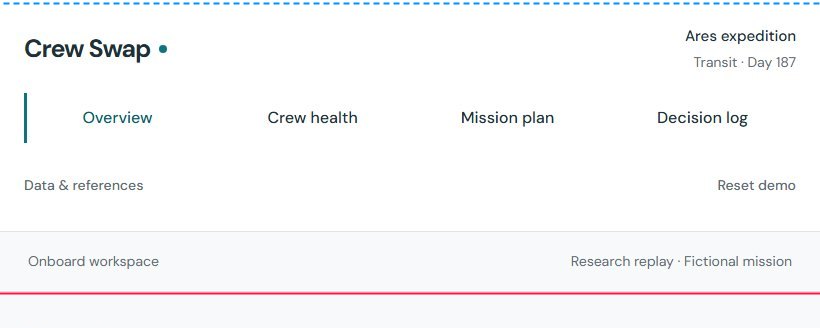 Crew Swap
Ares expedition
Transit · Day 187
Overview
Crew health
Mission plan
Decision log
Data & references
Reset demo
Onboard workspace
Research replay · Fictional mission